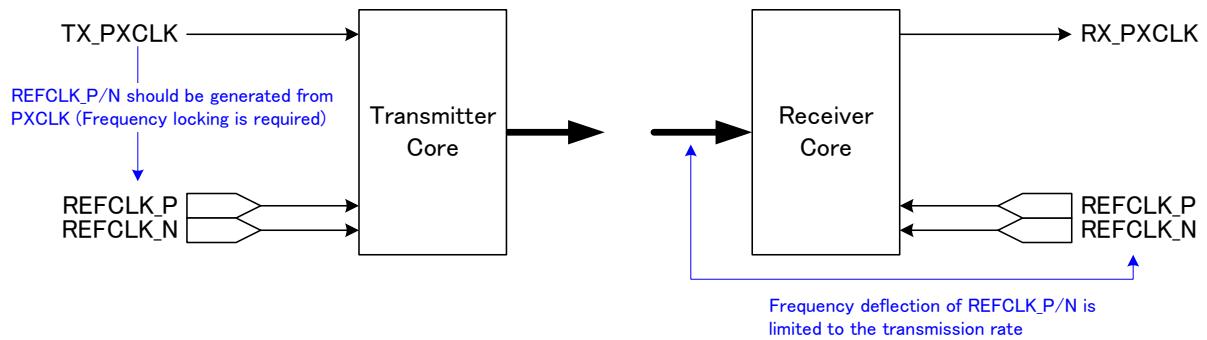 TX_PXCLK
REFCLK_P/N should be generated from
PXCLK (Frequency locking is required)
REFCLK_P
REFCLK_N
Transmitter
Core
Receiver
Core
RX_PXCLK
REFCLK_P
REFCLK_N
Frequency deflection of REFCLK_P/N is
limited to the transmission rate